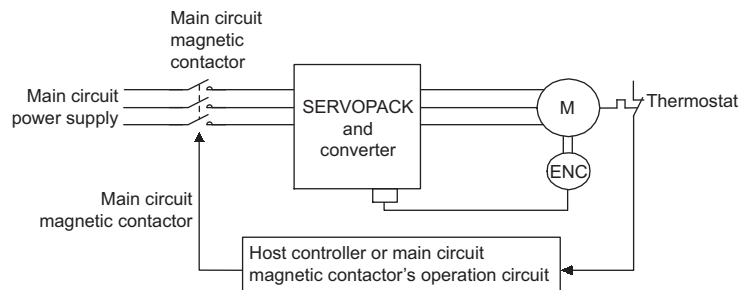 Main circuit
magnetic
contactor
Main circuit
power supply
SERVOPACK
and
converter
M
Thermostat
ENC
Main circuit
magnetic contactor
Host controller or main circuit
magnetic contactor’s operation circuit